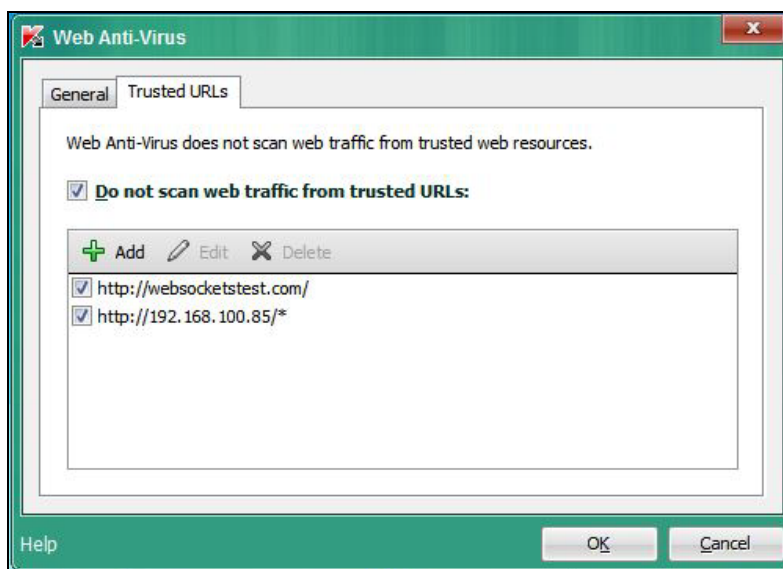 Web Anti-Virus
General
Trusted URLs
Web Anti-Virus does not scan web traffic from trusted web resources.
Do not scan web traffic from trusted URLs:
Add Edit Delete
http://websocketstest.com/
http://192.168.100.85/*
Help
OK
Cancel